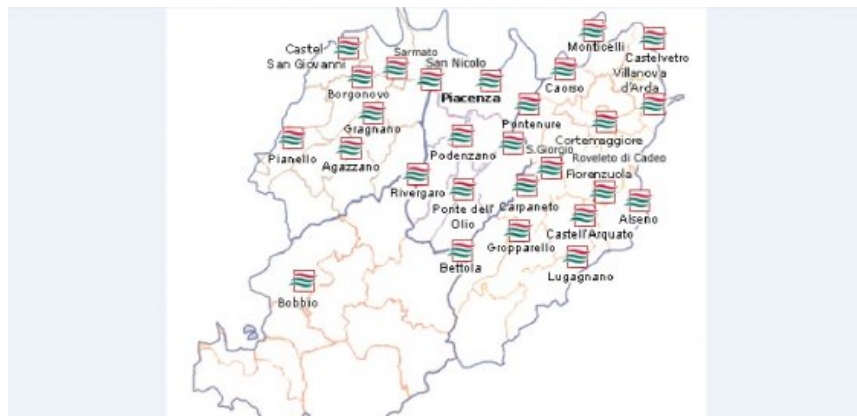 Castel
San Giovanni
Sarmato
San Nicolo
Monticelli
Castelvetro
Villanova
d'Arda
Borgonovo
Piacenza
Caorso
Gragnano
Pontenure
Cortemaggiore
Pianello
Agazzano
Podenzano
S.Giorgio
Roveleto di Cadeo
Fiorenzuola
Rivergaro
Ponte dell'
Olio
Carpaneto
Alseno
Castell'Arquato
Gropparello
Bettola
Lugagnano
Bobbio